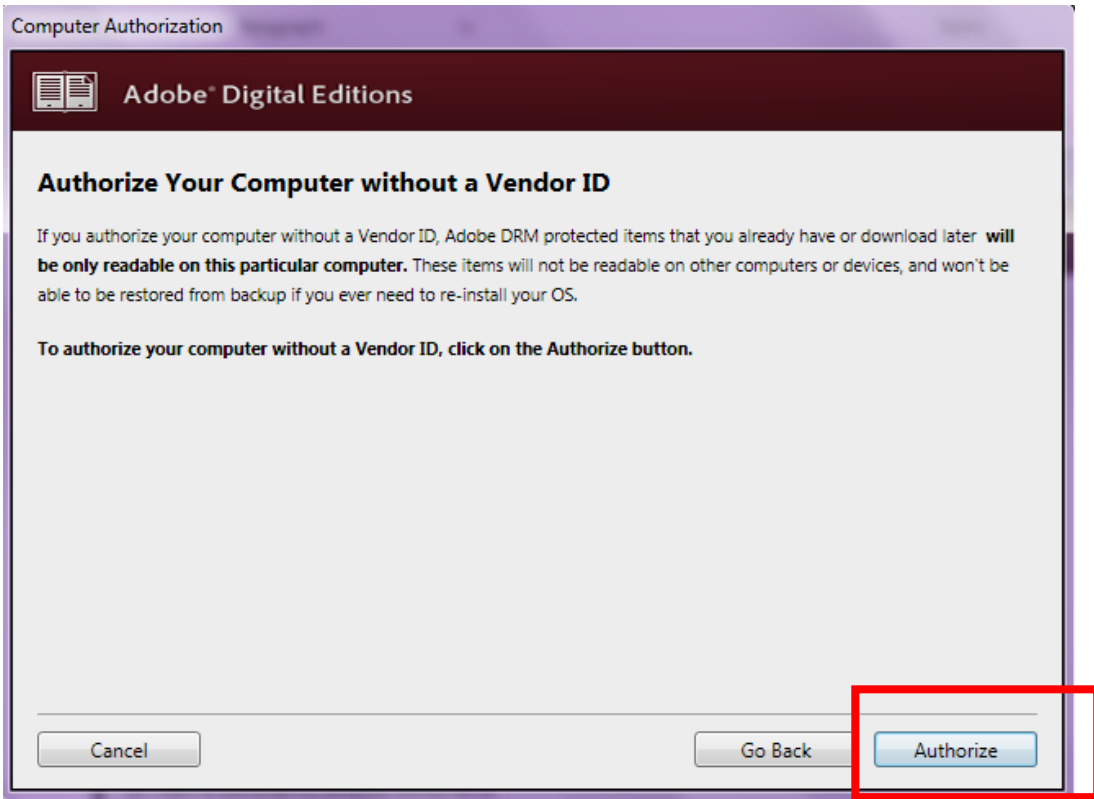 Computer Authorization
Adobe® Digital Editions
Authorize Your Computer without a Vendor ID
If you authorize your computer without a Vendor ID, Adobe DRM protected items that you already have or download later will
be only readable on this particular computer. These items will not be readable on other computers or devices, and won't be
able to be restored from backup if you ever need to re-install your OS.
To authorize your computer without a Vendor ID, click on the Authorize button.
Cancel
Go Back
Authorize